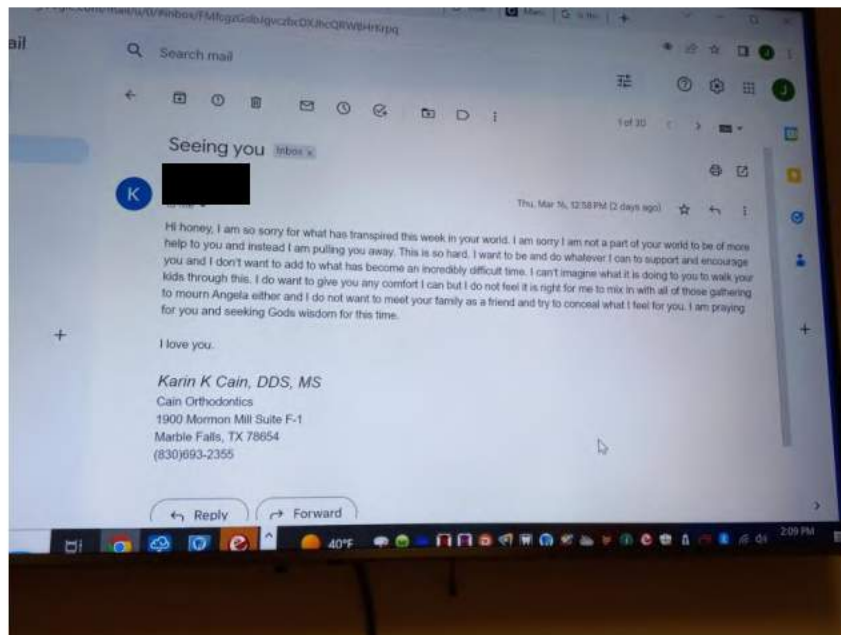 ail
Search mail
1 of 30
Seeing you Inbox x
K
Thu, Mar 16, 12:58 PM (2 days ago)
Hi honey, I am so sorry for what has transpired this week in your world. I am sorry I am not a part of your world to be of more
help to you and instead I am pulling you away. This is so hard. I want to be and do whatever I can to support and encourage
you and I don't want to add to what has become an incredibly difficult time. I can't imagine what it is doing to you to walk your
kids through this. I do want to give you any comfort I can but I do not feel it is right for me to mix in with all of those gathering
to mourn Angela either and I do not want to meet your family as a friend and try to conceal what I feel for you. I am praying
for you and seeking Gods wisdom for this time.
I love you.
Karin K Cain, DDS, MS
Cain Orthodontics
1900 Mormon Mill Suite F-1
Marble Falls, TX 78654
(830)693-2355
Reply Forward
40°F
2:09 PM